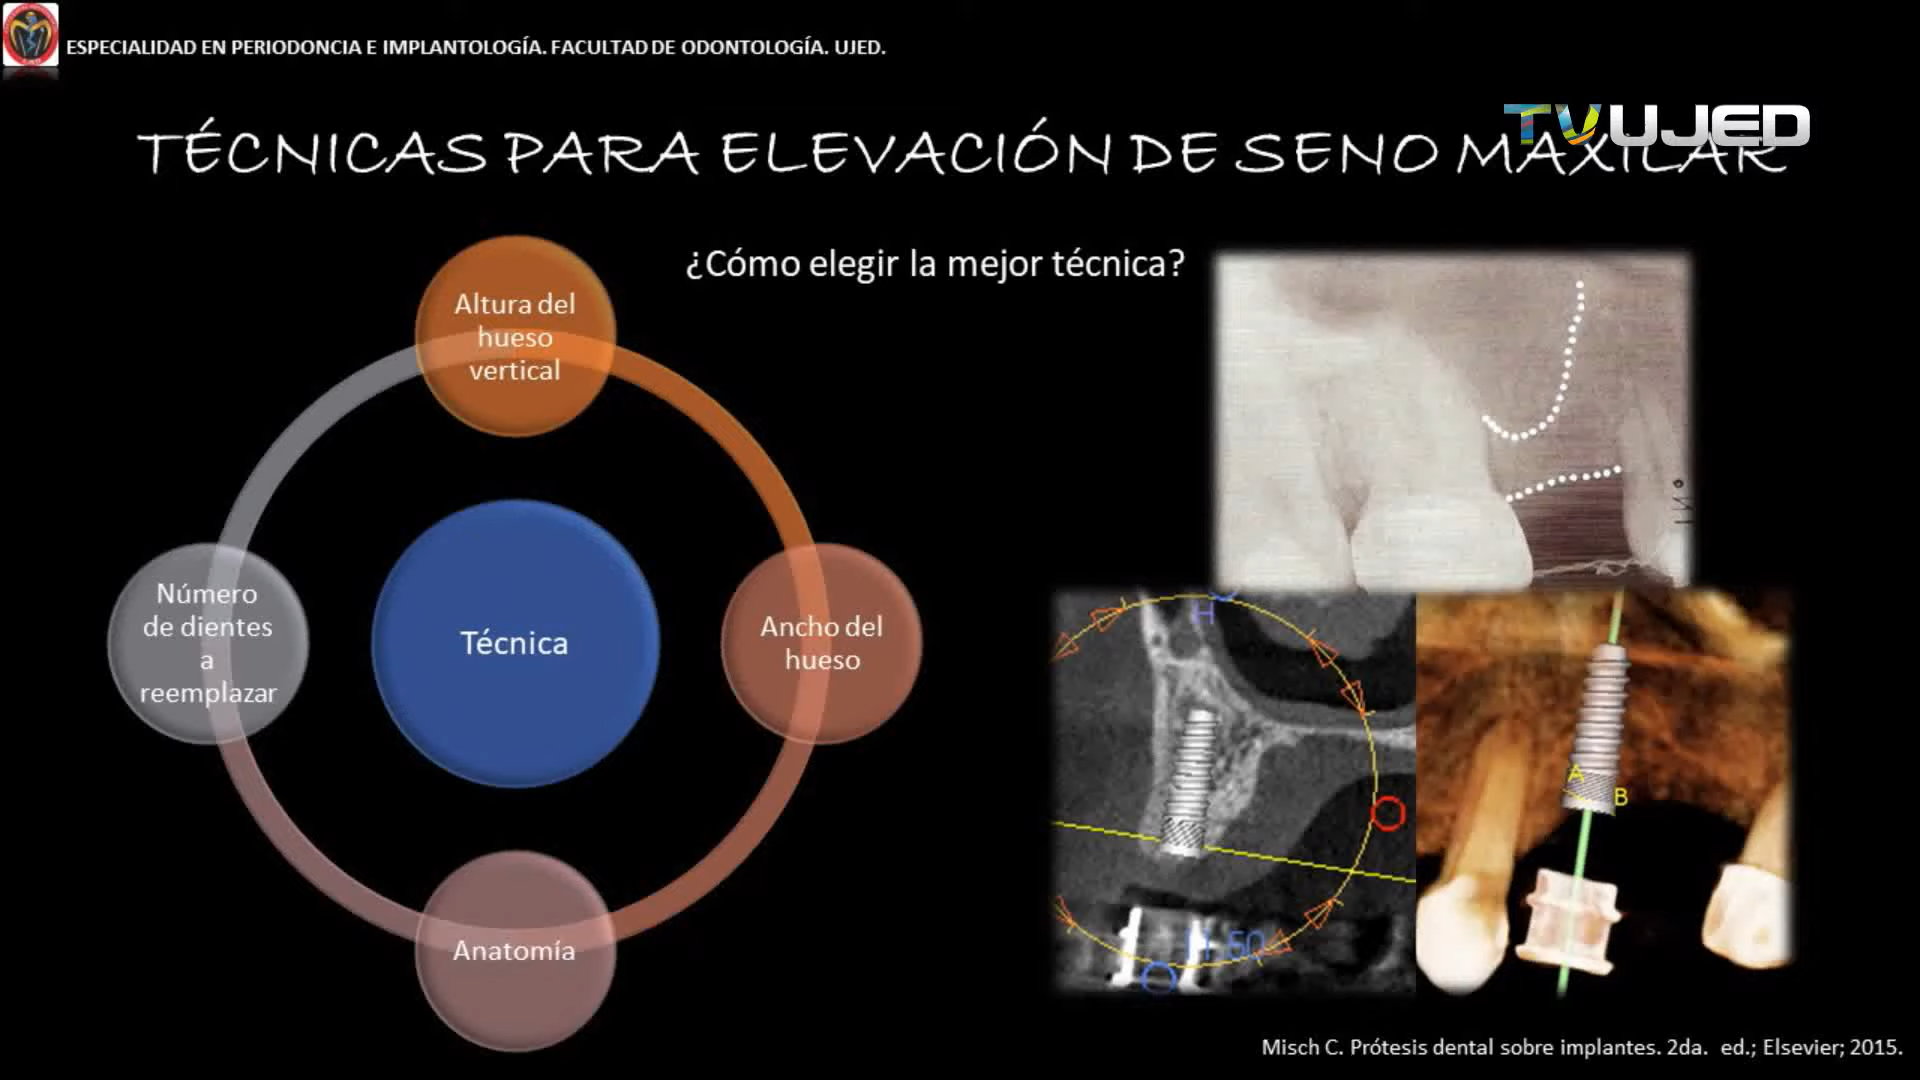 ESPECIALIDAD EN PERIODONCIA E IMPLANTOLOGÍA. FACULTAD DE ODONTOLOGÍA. UJED.
TVUJED
TÉCNICAS PARA ELEVACIÓN DE SENO MAXILAR
¿Cómo elegir la mejor técnica?
Altura del
hueso
vertical
Número
de dientes
a
reemplazar
Técnica
Ancho del
hueso
Anatomía
H
A
B
Misch C. Prótesis dental sobre implantes. 2da. ed.; Elsevier; 2015.